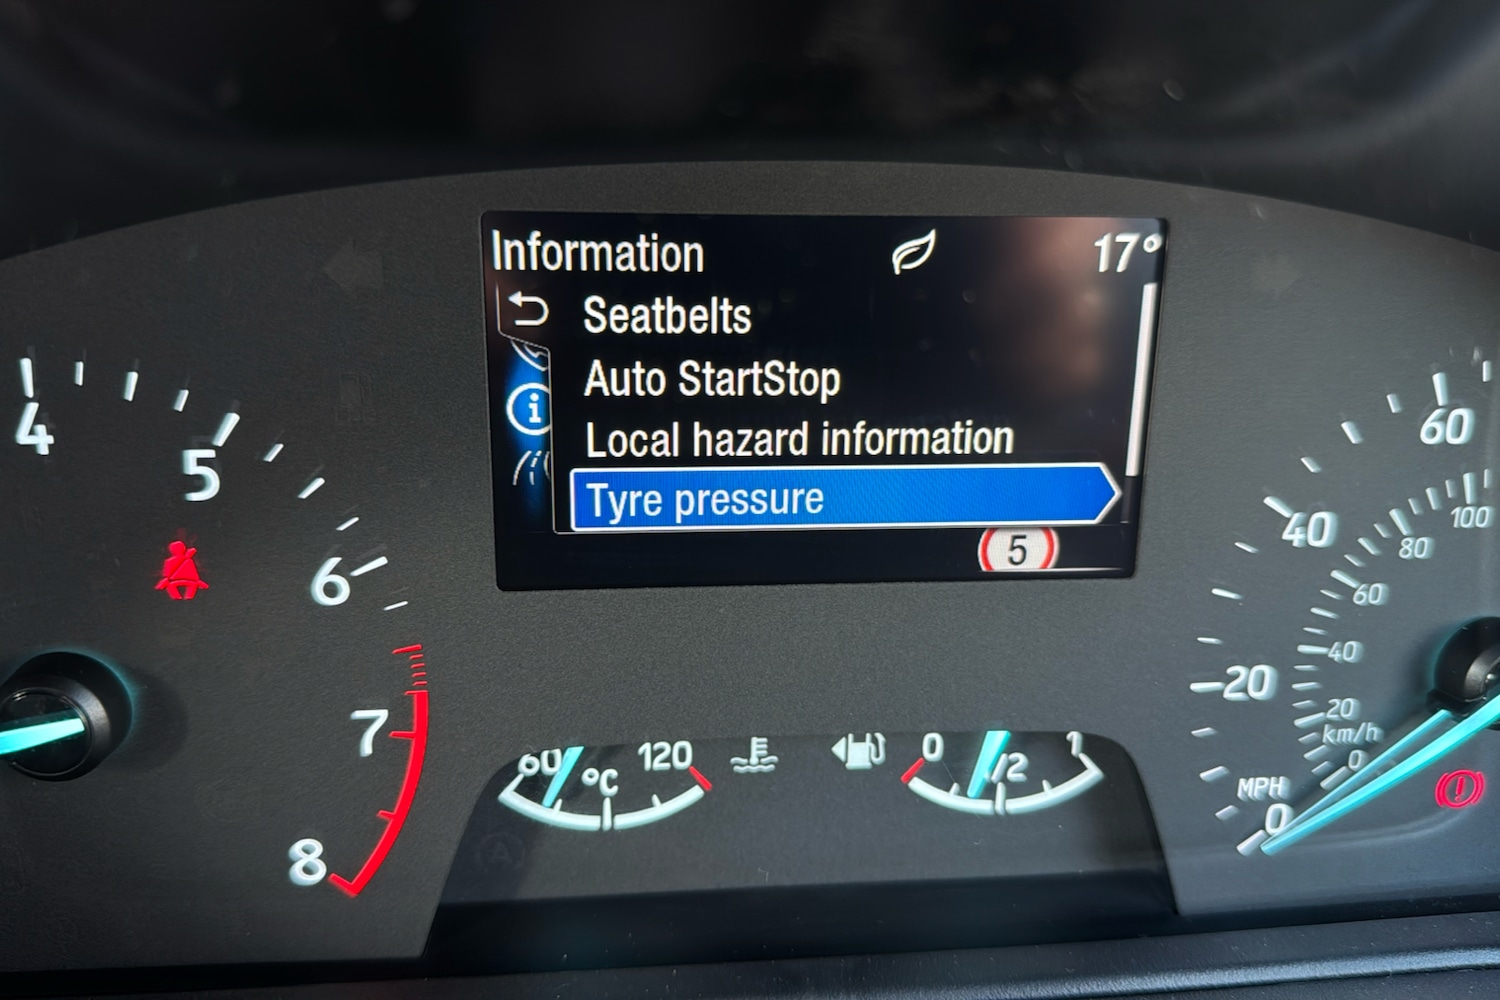 Information 17°
Seatbelts
Auto StartStop
Local hazard information
Tyre pressure
5
4
5
6
7
8
60 °C 120
0 1/2 1
60
40
20
MPH
0
100
80
60
40
20
km/h
0